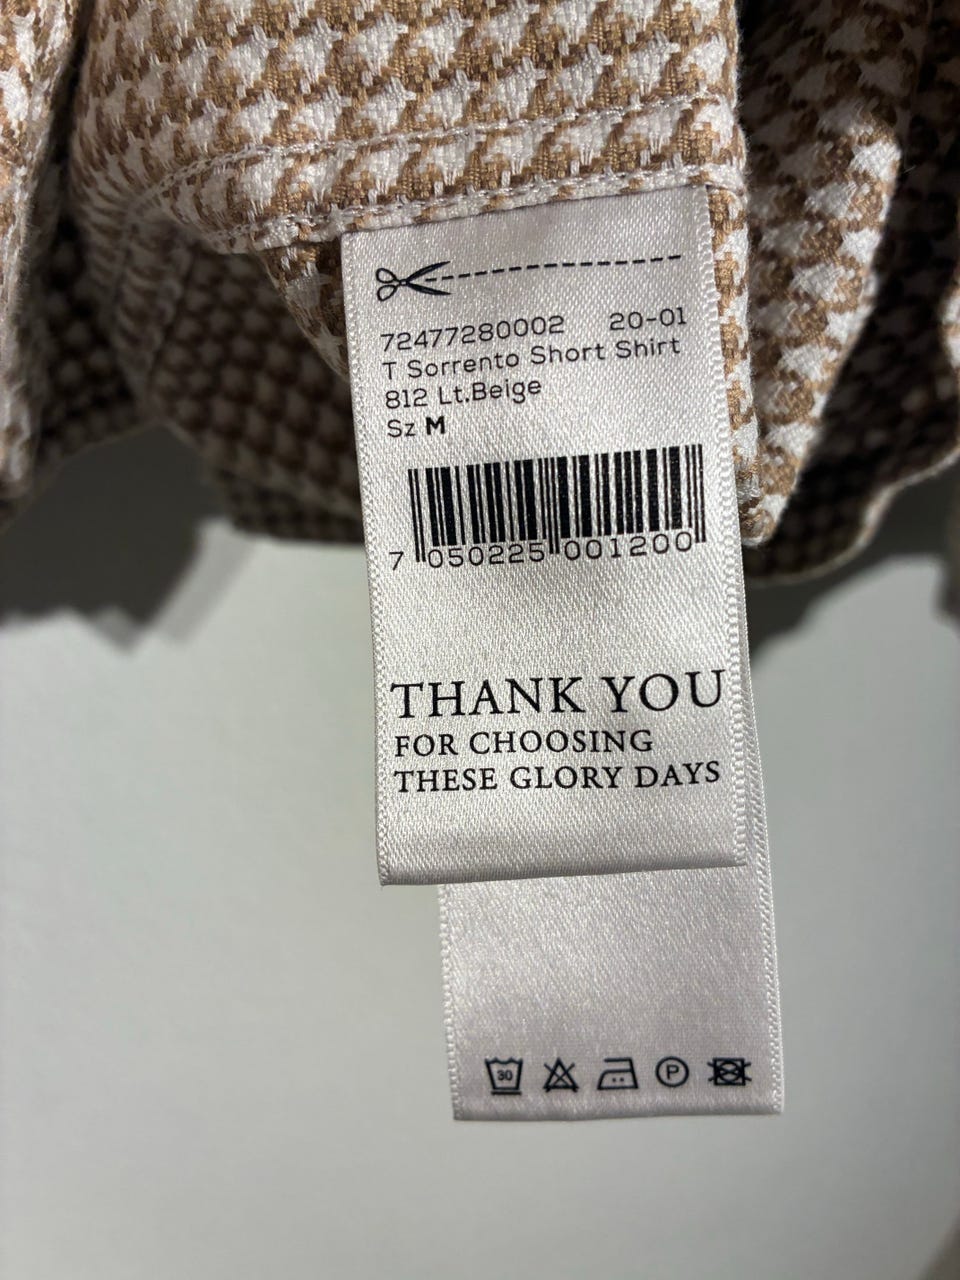 72477280002 20-01
T Sorrento Short Shirt
812 Lt.Beige
Sz M
7 050225 001200
THANK YOU
FOR CHOOSING
THESE GLORY DAYS
30 P